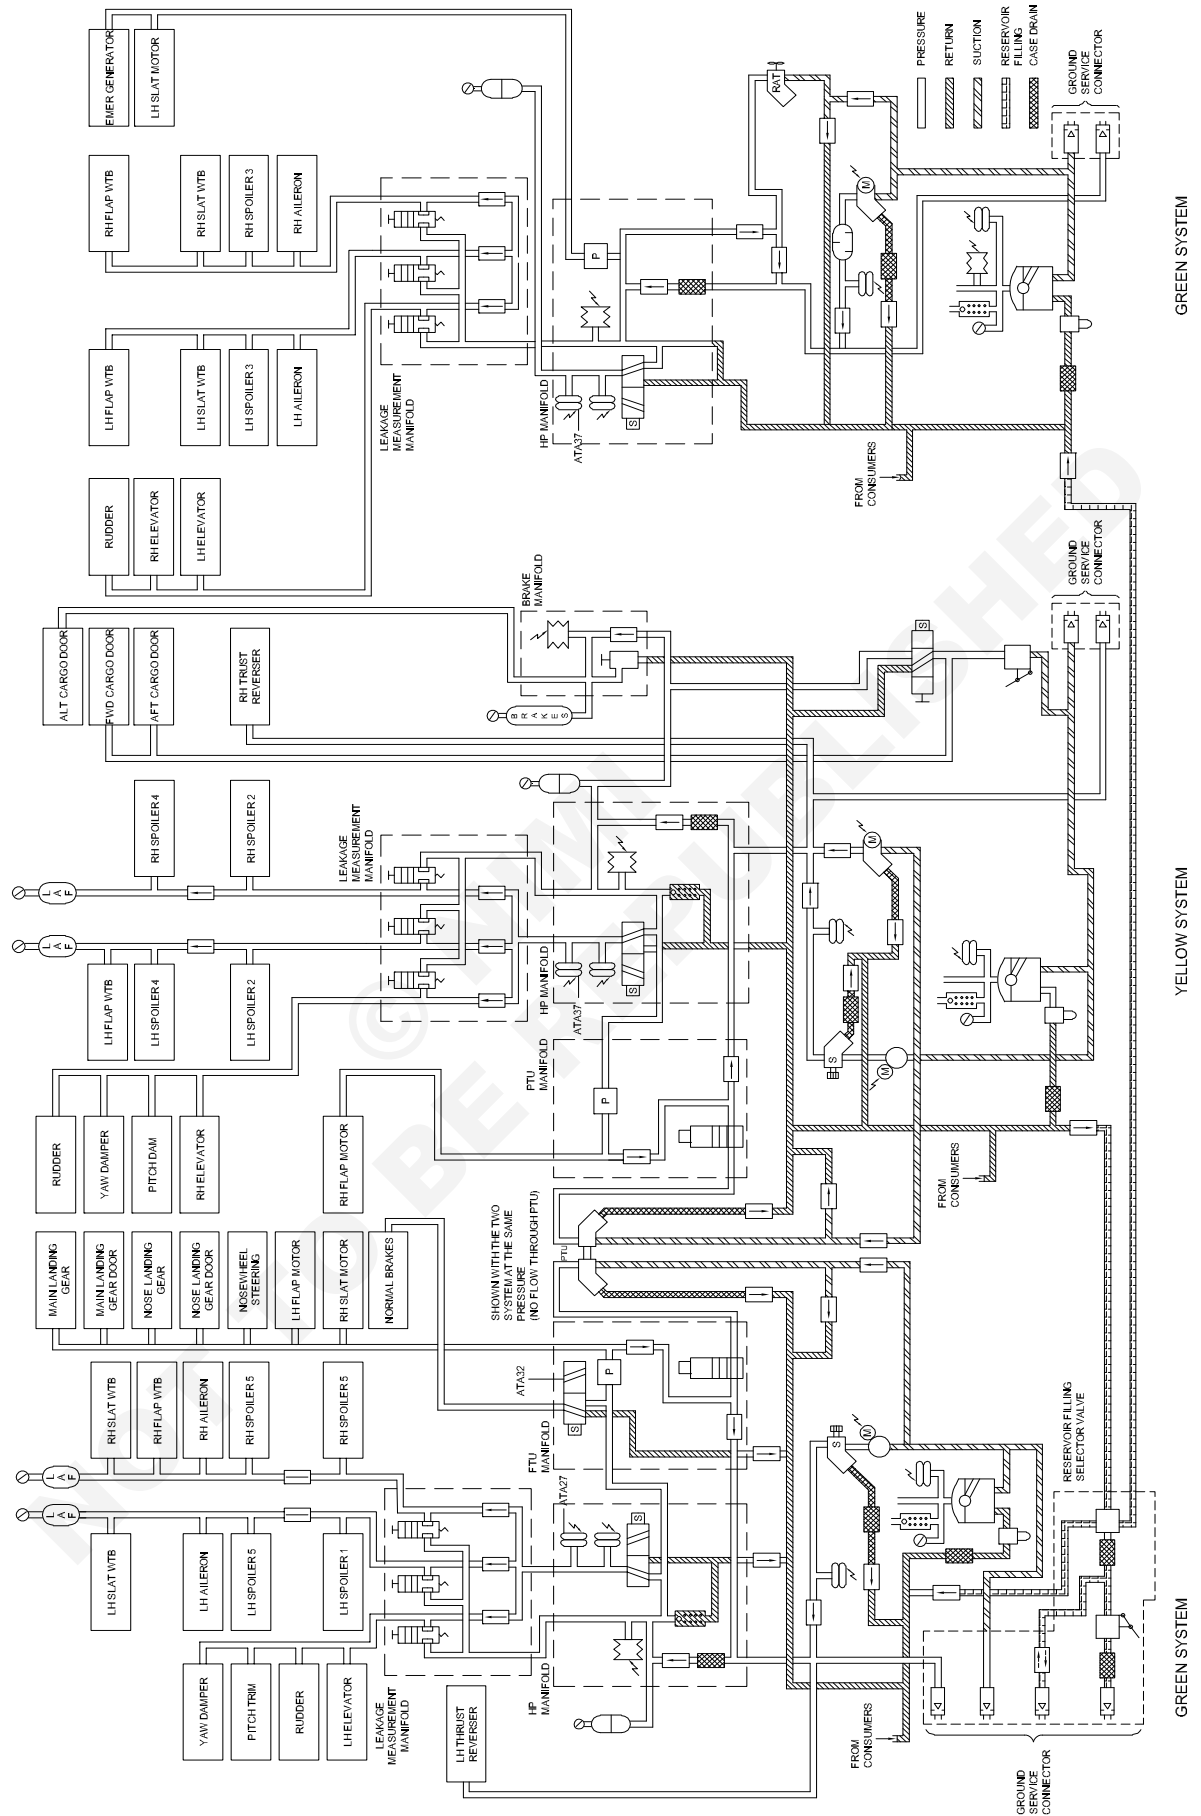 EMER GENERATOR
LH SLAT MOTOR
RH FLAP WTB
RH SLAT WTB
RH SPOILER 3
RH AILERON
LH FLAP WTB
LH SLAT WTB
LH SPOILER 3
LH AILERON
RUDDER
RH ELEVATOR
LH ELEVATOR
LEAKAGE
MEASUREMENT
MANIFOLD
HP MANIFOLD
ATA37
P
S
RAT
M
FROM
CONSUMERS
PRESSURE
RETURN
SUCTION
RESERVOIR
FILLING
CASE DRAIN
GROUND
SERVICE
CONNECTOR
GREEN SYSTEM
ALT CARGO DOOR
FWD CARGO DOOR
AFT CARGO DOOR
RH TRUST
REVERSER
BRAKE
MANIFOLD
BRAKES
S
GROUND
SERVICE
CONNECTOR
RH SPOILER 4
RH SPOILER 2
LAF
LAF
LH FLAP WTB
LH SPOILER 4
LH SPOILER 2
LEAKAGE
MEASUREMENT
MANIFOLD
HP MANIFOLD
ATA37
S
M
S
M
RUDDER
YAW DAMPER
PITCH DAM
RH ELEVATOR
RH FLAP MOTOR
PTU
MANIFOLD
P
FROM
CONSUMERS
YELLOW SYSTEM
MAIN LANDING
GEAR
MAIN LANDING
GEAR DOOR
NOSE LANDING
GEAR
NOSE LANDING
GEAR DOOR
NOSEWHEEL
STEERING
LH FLAP MOTOR
RH SLAT MOTOR
NORMAL BRAKES
SHOWN WITH THE TWO
SYSTEM AT THE SAME
PRESSURE
(NO FLOW THROUGH PTU)
PTU
RH SLAT WTB
RH FLAP WTB
RH AILERON
RH SPOILER 5
RH SPOILER 5
ATA32
FTU
MANIFOLD
S
P
LAF
LAF
LH SLAT WTB
LH AILERON
LH SPOILER 5
LH SPOILER 1
YAW DAMPER
PITCH TRIM
RUDDER
LH ELEVATOR
LEAKAGE
MEASUREMENT
MANIFOLD
ATA27
HP
MANIFOLD
S
LH THRUST
REVERSER
S
M
RESERVOIR FILLING
SELECTOR VALVE
FROM
CONSUMERS
GROUND
SERVICE
CONNECTOR
GREEN SYSTEM
© NIMI
NOT TO BE REPUBLISHED